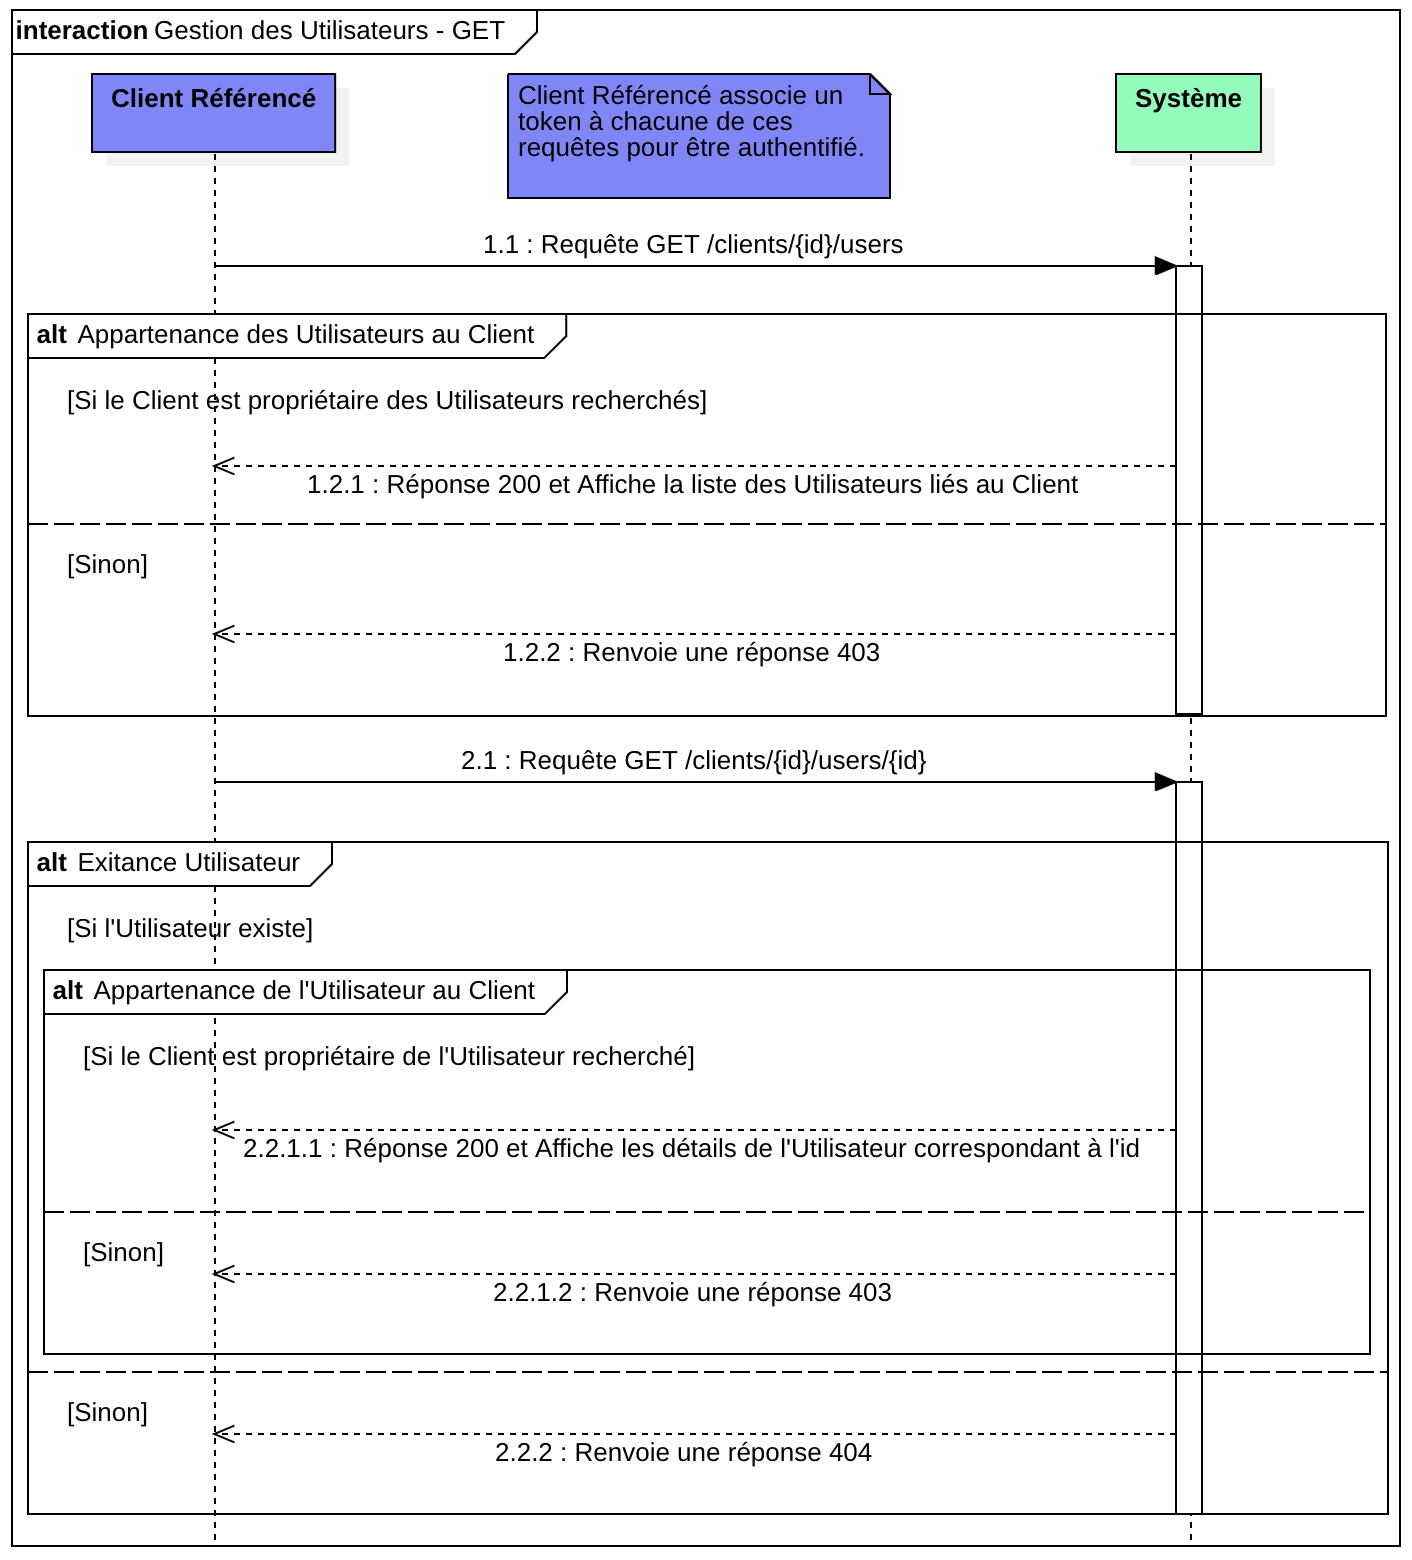 interaction Gestion des Utilisateurs - GET
Client Référencé
Client Référencé associe un
token à chacune de ces
requêtes pour être authentifié.
Système
1.1 : Requête GET /clients/{id}/users
alt Appartenance des Utilisateurs au Client
[Si le Client est propriétaire des Utilisateurs recherchés]
1.2.1 : Réponse 200 et Affiche la liste des Utilisateurs liés au Client
[Sinon]
1.2.2 : Renvoie une réponse 403
2.1 : Requête GET /clients/{id}/users/{id}
alt Exitance Utilisateur
[Si l'Utilisateur existe]
alt Appartenance de l'Utilisateur au Client
[Si le Client est propriétaire de l'Utilisateur recherché]
2.2.1.1 : Réponse 200 et Affiche les détails de l'Utilisateur correspondant à l'id
[Sinon]
2.2.1.2 : Renvoie une réponse 403
[Sinon]
2.2.2 : Renvoie une réponse 404